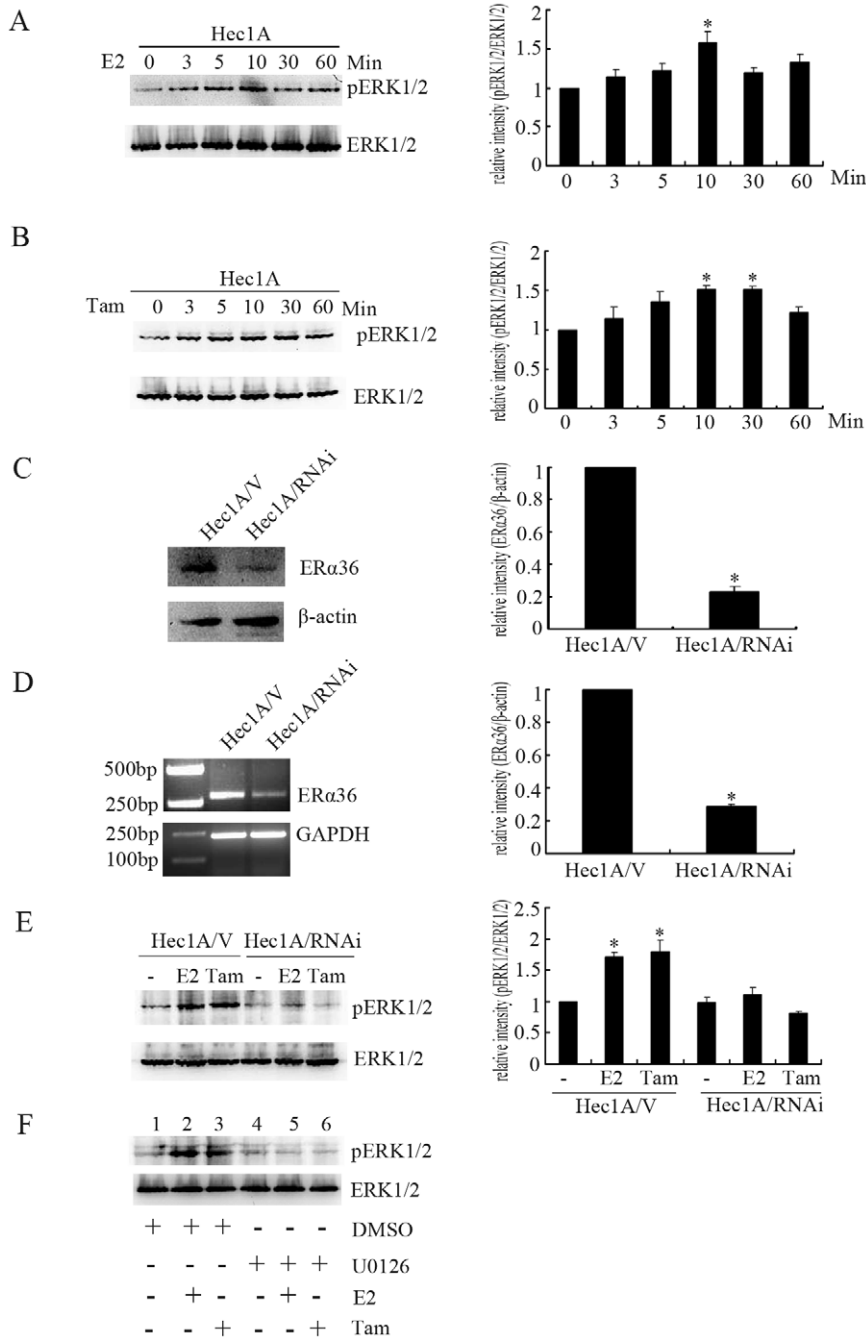 A
Hec1A
E2 0 3 5 10 30 60 Min
pERK1/2
ERK1/2
relative intensity (pERK1/2/ERK1/2)
2
1.5
1
0.5
0
*
0 3 5 10 30 60 Min
B
Hec1A
Tam 0 3 5 10 30 60 Min
pERK1/2
ERK1/2
relative intensity (pERK1/2/ERK1/2)
2
1.5
1
0.5
0
* *
0 3 5 10 30 60 Min
C
Hec1A/V
Hec1A/RNAi
ERα36
β-actin
relative intensity (ERα36/β-actin)
1
0.8
0.6
0.4
0.2
0
*
Hec1A/V Hec1A/RNAi
D
Hec1A/V
Hec1A/RNAi
500bp
250bp
ERα36
250bp
100bp
GAPDH
relative intensity (ERα36/β-actin)
1
0.8
0.6
0.4
0.2
0
*
Hec1A/V Hec1A/RNAi
E
Hec1A/V Hec1A/RNAi
- E2 Tam - E2 Tam
pERK1/2
ERK1/2
relative intensity (pERK1/2/ERK1/2)
2.5
2
1.5
1
0.5
0
* *
- E2 Tam - E2 Tam
Hec1A/V Hec1A/RNAi
F
1 2 3 4 5 6
pERK1/2
ERK1/2
+ + + - - - DMSO
- - - + + + U0126
- + - - + - E2
- - + - - + Tam